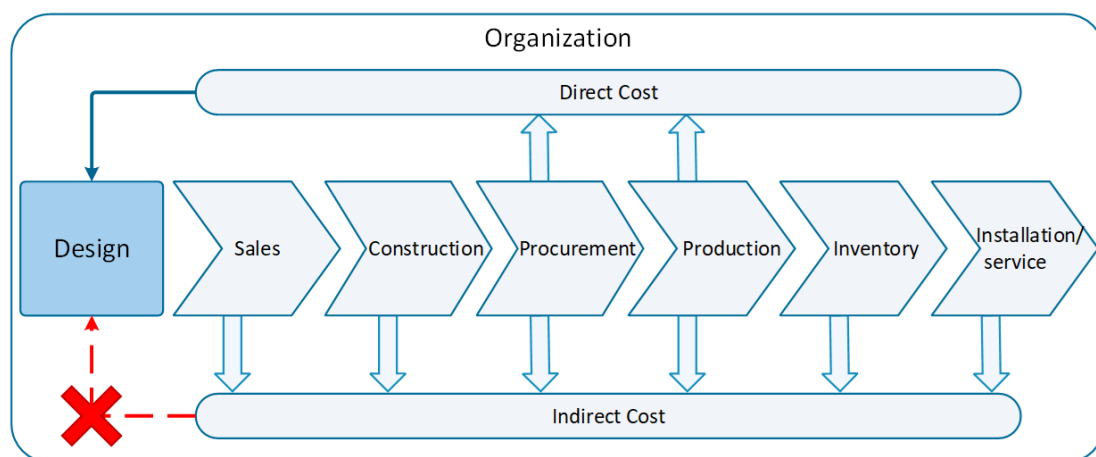 Organization
Direct Cost
Design
Sales
Construction
Procurement
Production
Inventory
Installation/
service
Indirect Cost